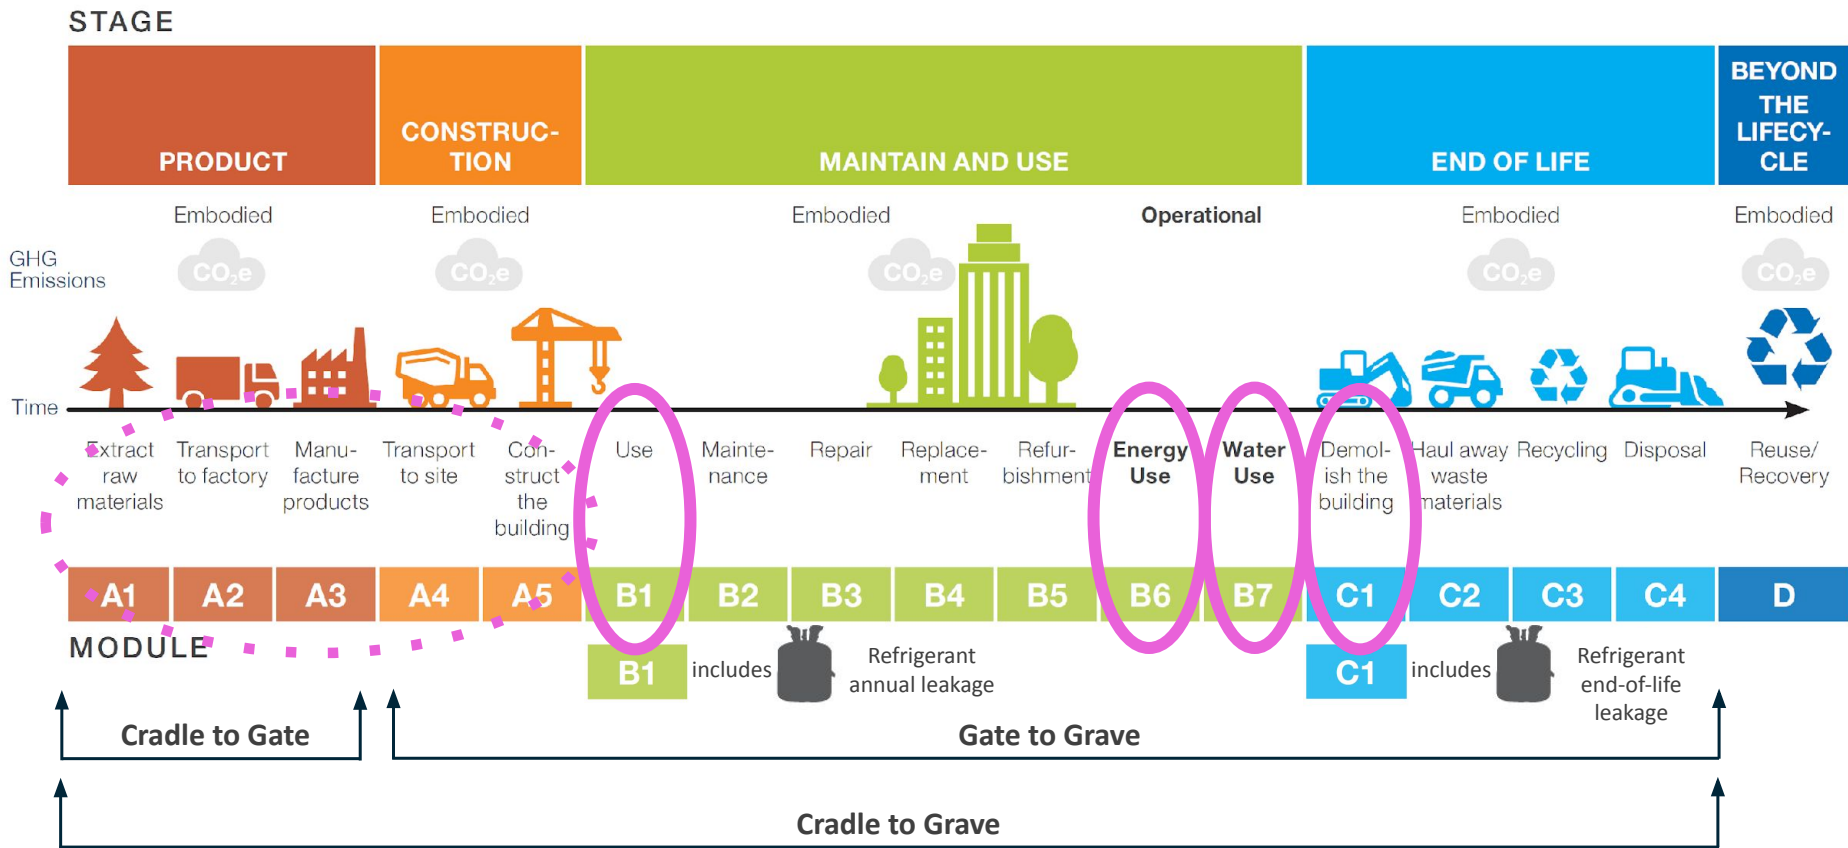 STAGE
PRODUCT
CONSTRUC-
TION
MAINTAIN AND USE
END OF LIFE
BEYOND
THE
LIFECY-
CLE
Embodied
Embodied
Embodied
Operational
Embodied
Embodied
GHG
Emissions
CO₂e
CO₂e
CO₂e
CO₂e
CO₂e
Time
Extract
raw
materials
Transport
to factory
Manu-
facture
products
Transport
to site
Con-
struct
the
building
Use
Mainte-
nance
Repair
Replace-
ment
Refur-
bishment
Energy
Use
Water
Use
Demol-
ish the
building
Haul away
waste
materials
Recycling
Disposal
Reuse/
Recovery
A1
A2
A3
A4
A5
B1
B2
B3
B4
B5
B6
B7
C1
C2
C3
C4
D
MODULE
B1
includes
Refrigerant
annual leakage
C1
includes
Refrigerant
end-of-life
leakage
Cradle to Gate
Gate to Grave
Cradle to Grave